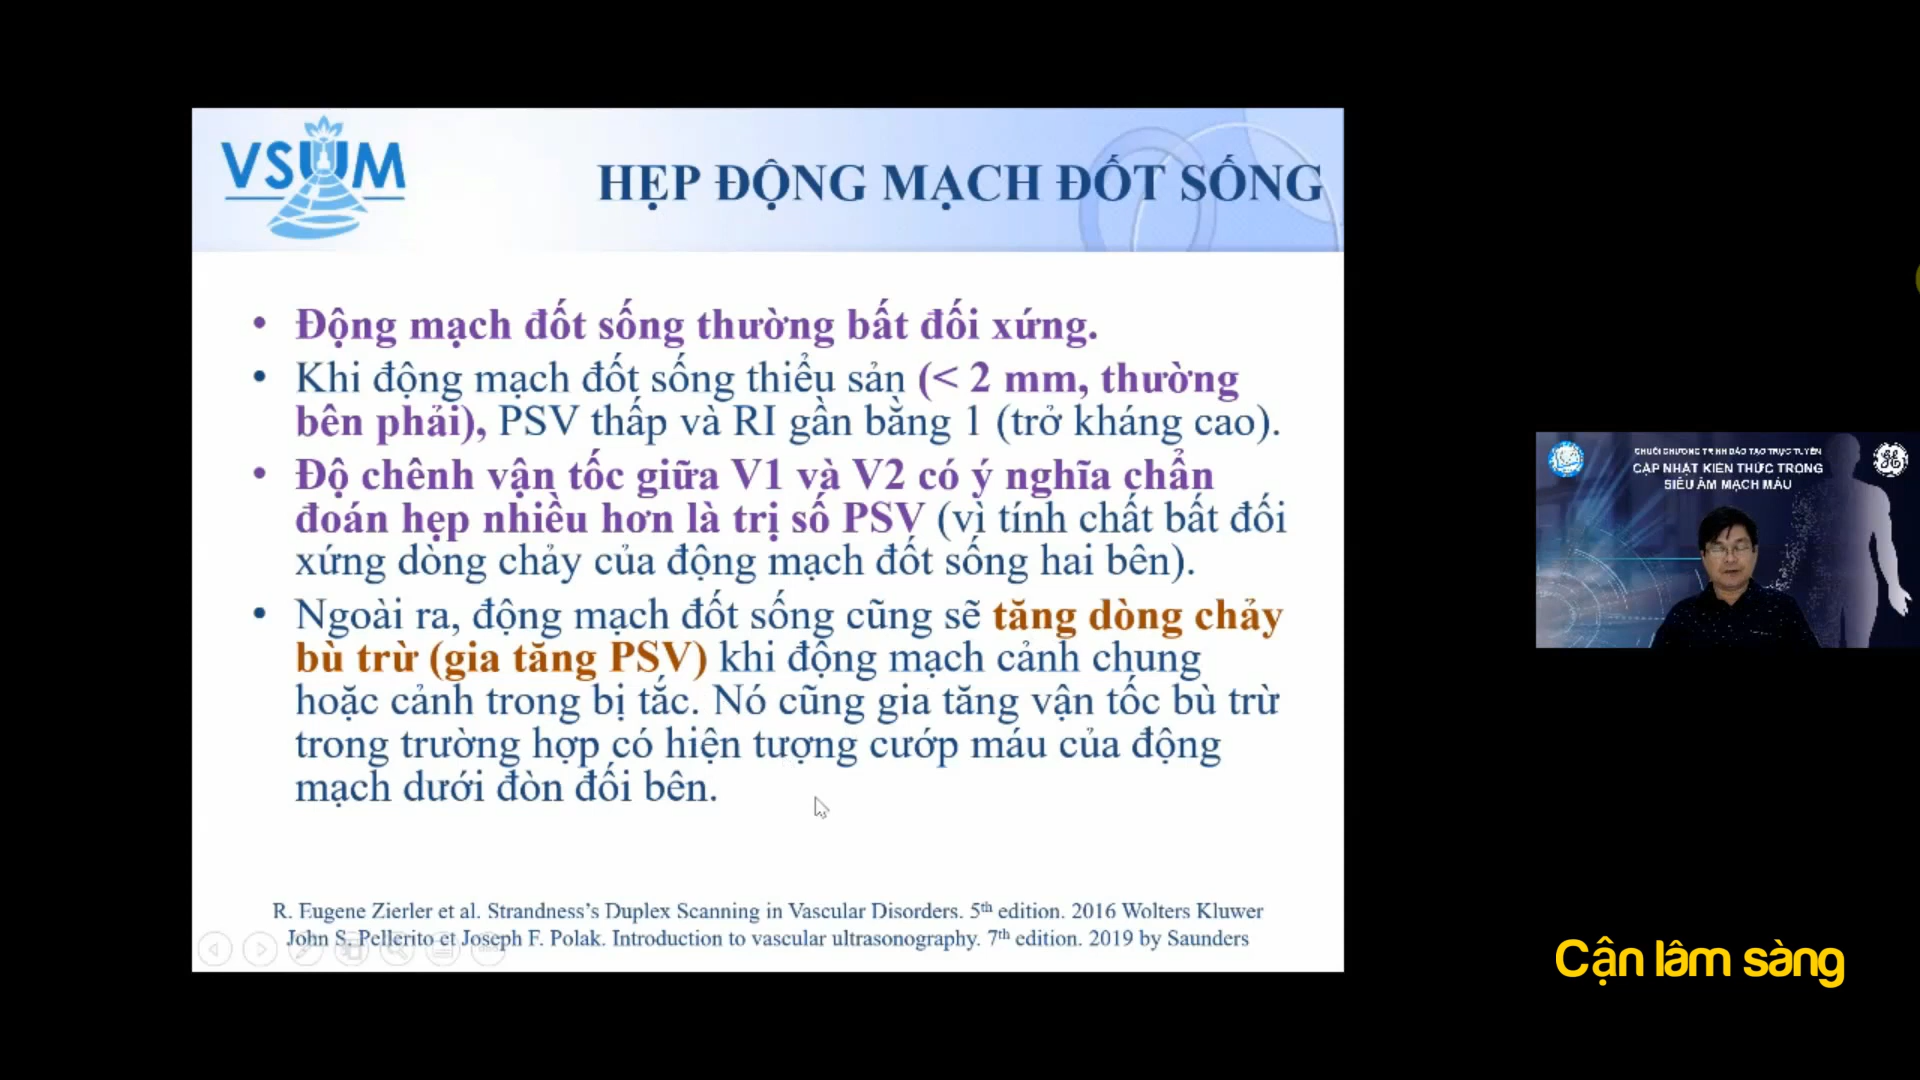 VSUM
HẸP ĐỘNG MẠCH ĐỐT SỐNG
• Động mạch đốt sống thường bất đối xứng.
• Khi động mạch đốt sống thiểu sản (< 2 mm, thường
bên phải), PSV thấp và RI gần bằng 1 (trở kháng cao).
• Độ chênh vận tốc giữa V1 và V2 có ý nghĩa chẩn
đoán hẹp nhiều hơn là trị số PSV (vì tính chất bất đối
xứng dòng chảy của động mạch đốt sống hai bên).
• Ngoài ra, động mạch đốt sống cũng sẽ tăng dòng chảy
bù trừ (gia tăng PSV) khi động mạch cảnh chung
hoặc cảnh trong bị tắc. Nó cũng gia tăng vận tốc bù trừ
trong trường hợp có hiện tượng cướp máu của động
mạch dưới đòn đối bên.
R. Eugene Zierler et al. Strandness's Duplex Scanning in Vascular Disorders. 5th edition. 2016 Wolters Kluwer
John S. Pellerito et Joseph F. Polak. Introduction to vascular ultrasonography. 7th edition. 2019 by Saunders
CHUỖI CHƯƠNG TRÌNH ĐÀO TẠO TRỰC TUYẾN
CẬP NHẬT KIẾN THỨC TRONG
SIÊU ÂM MẠCH MÁU
Cận lâm sàng